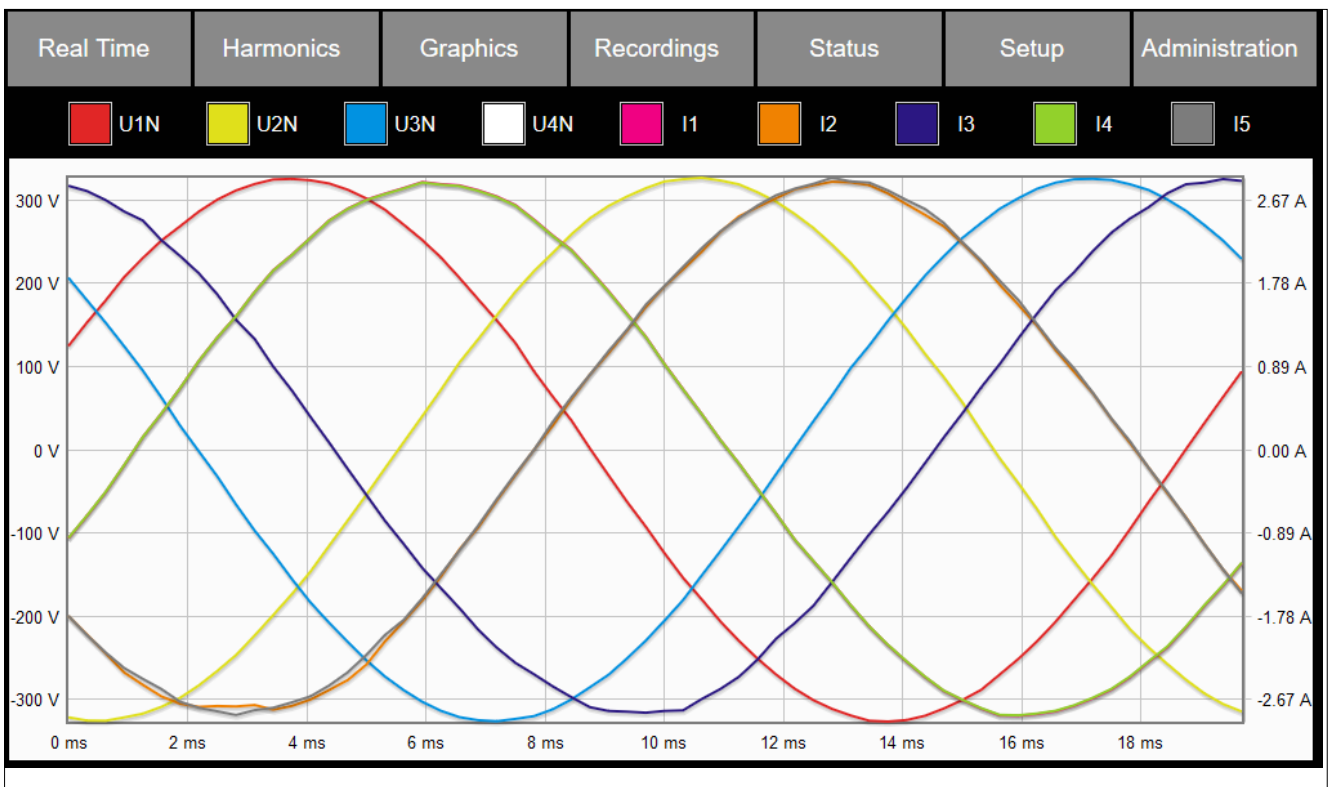 Real Time Harmonics Graphics Recordings Status Setup Administration
U1N U2N U3N U4N I1 I2 I3 I4 I5
300 V 2.67 A
200 V 1.78 A
100 V 0.89 A
0 V 0.00 A
-100 V -0.89 A
-200 V -1.78 A
-300 V -2.67 A
0 ms 2 ms 4 ms 6 ms 8 ms 10 ms 12 ms 14 ms 16 ms 18 ms